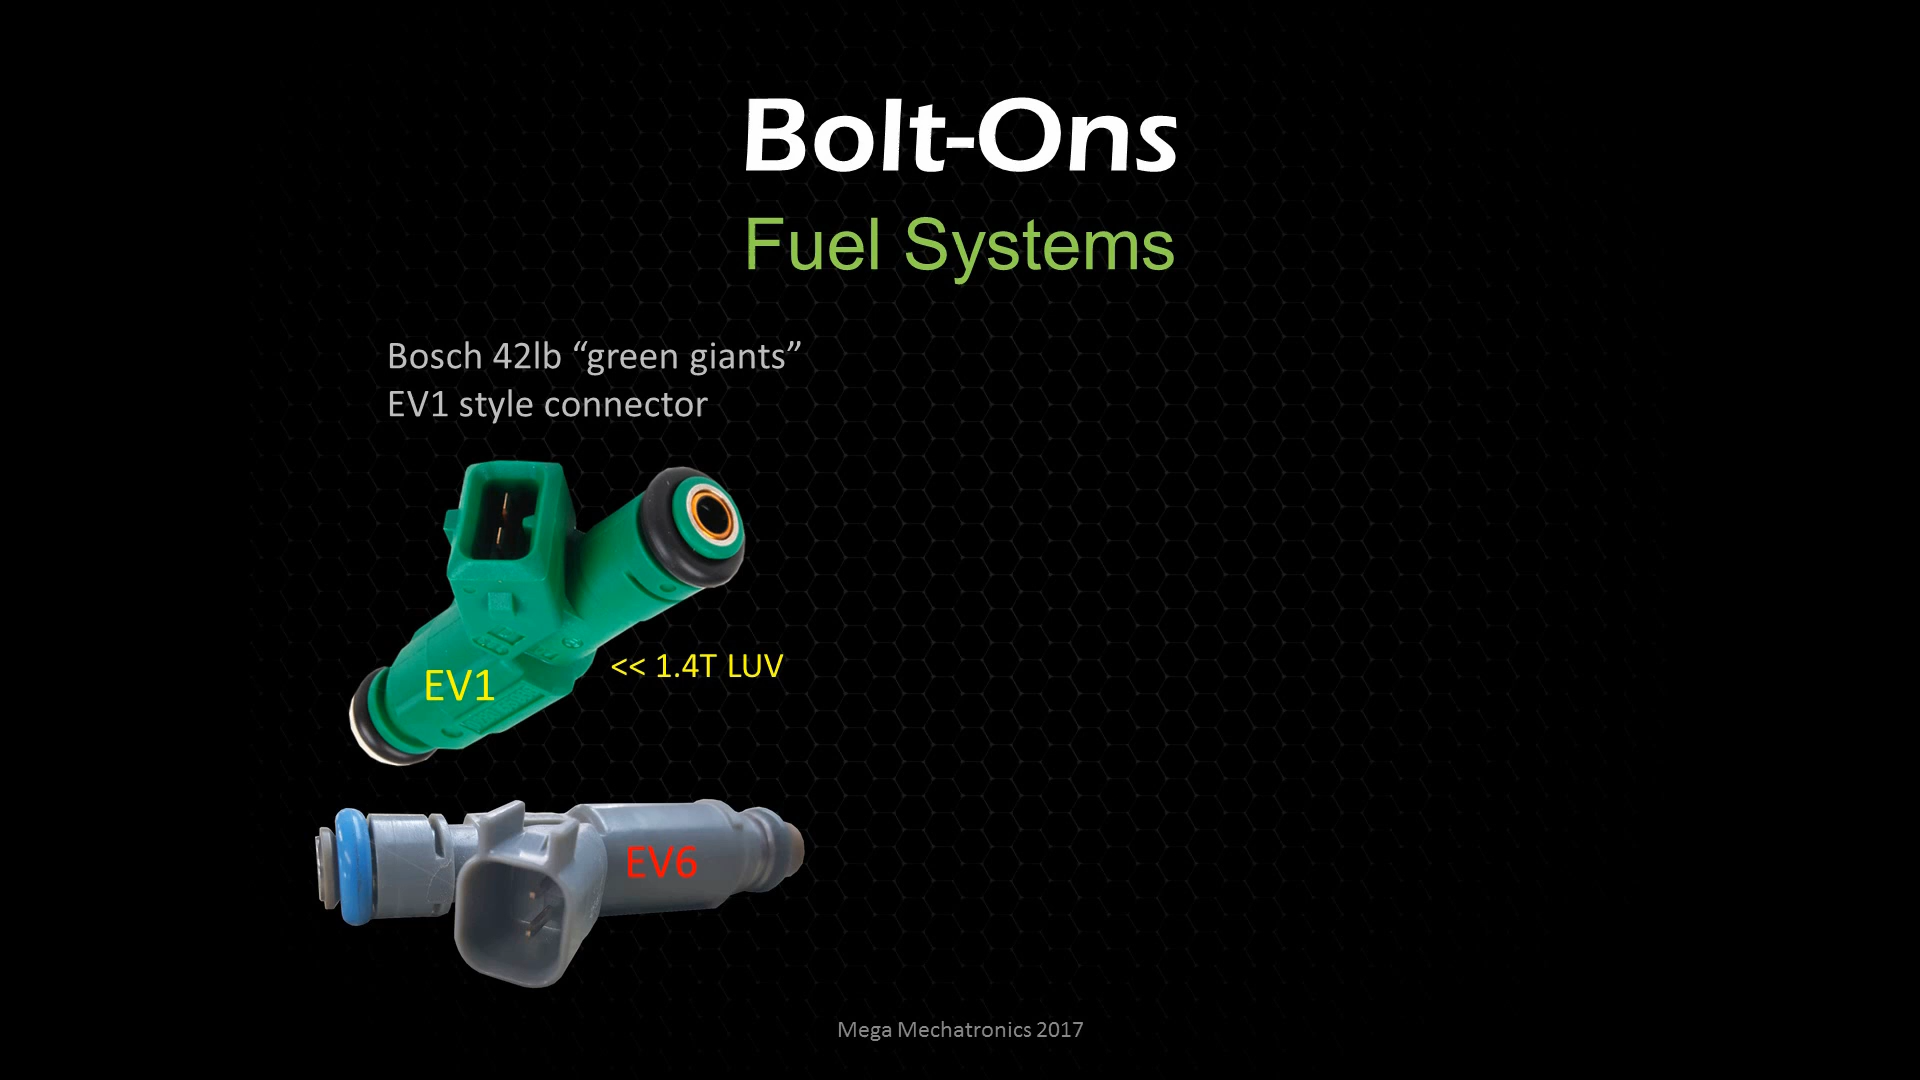 Bolt-Ons
Fuel Systems
Bosch 42lb “green giants”
EV1 style connector
EV1
<< 1.4T LUV
EV6
Mega Mechatronics 2017